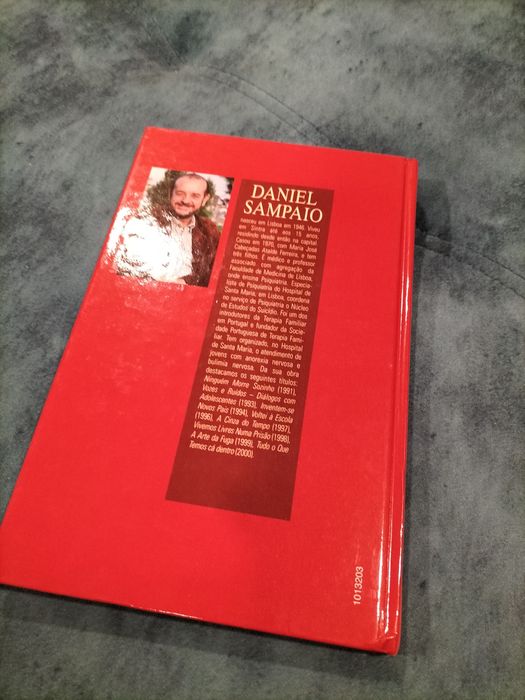 DANIEL
SAMPAIO
nasceu em Lisboa em 1946. Viveu
em Sintra até aos 15 anos,
residindo desde então na capital.
Casou em 1970, com Maria José
Cabeçadas Ataíde Ferreira, e tem
três filhos. É médico e professor
associado com agregação da
Faculdade de Medicina de Lisboa,
onde ensina Psiquiatria. Especia-
lista de Psiquiatria do Hospital de
Santa Maria, em Lisboa, coordena
no serviço de Psiquiatria o Núcleo
de Estudos do Suicídio. Foi um dos
introdutores da Terapia Familiar
em Portugal e fundador da Socie-
dade Portuguesa de Terapia Fami-
liar. Tem organizado, no Hospital
de Santa Maria, o atendimento de
jovens com anorexia nervosa e
bulimia nervosa. Da sua obra
destacamos os seguintes títulos:
Ninguém Morre Sozinho (1991),
Vozes e Ruídos – Diálogos com
Adolescentes (1993), Inventem-se
Novos Pais (1994), Voltei à Escola
(1996), A Cinza do Tempo (1997),
Vivemos Livres Numa Prisão (1998),
A Arte da Fuga (1999), Tudo o Que
Temos cá dentro (2000).
1013203